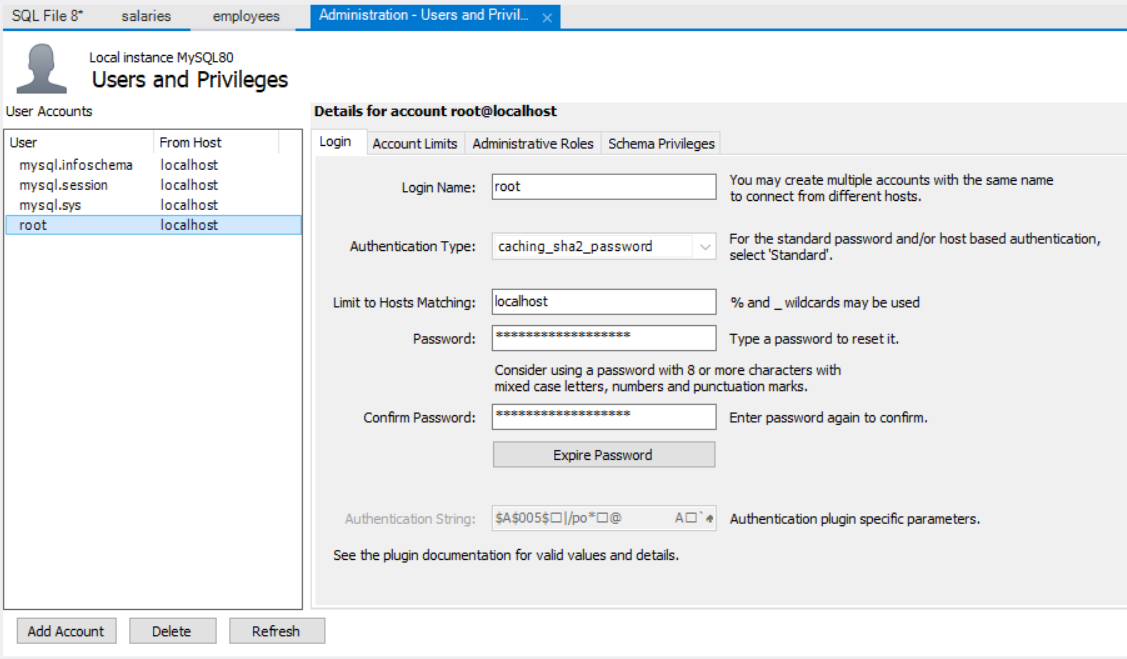 SQL File 8* salaries employees Administration - Users and Privil... ×
Local instance MySQL80
Users and Privileges
User Accounts
User From Host
mysql.infoschema localhost
mysql.session localhost
mysql.sys localhost
root localhost
Add Account Delete Refresh
Details for account root@localhost
Login Account Limits Administrative Roles Schema Privileges
Login Name: root You may create multiple accounts with the same name
to connect from different hosts.
Authentication Type: caching_sha2_password For the standard password and/or host based authentication,
select 'Standard'.
Limit to Hosts Matching: localhost % and _ wildcards may be used
Password: ****************** Type a password to reset it.
Consider using a password with 8 or more characters with
mixed case letters, numbers and punctuation marks.
Confirm Password: ****************** Enter password again to confirm.
Expire Password
Authentication String: $A$005$□|/po*□@ A□` Authentication plugin specific parameters.
See the plugin documentation for valid values and details.